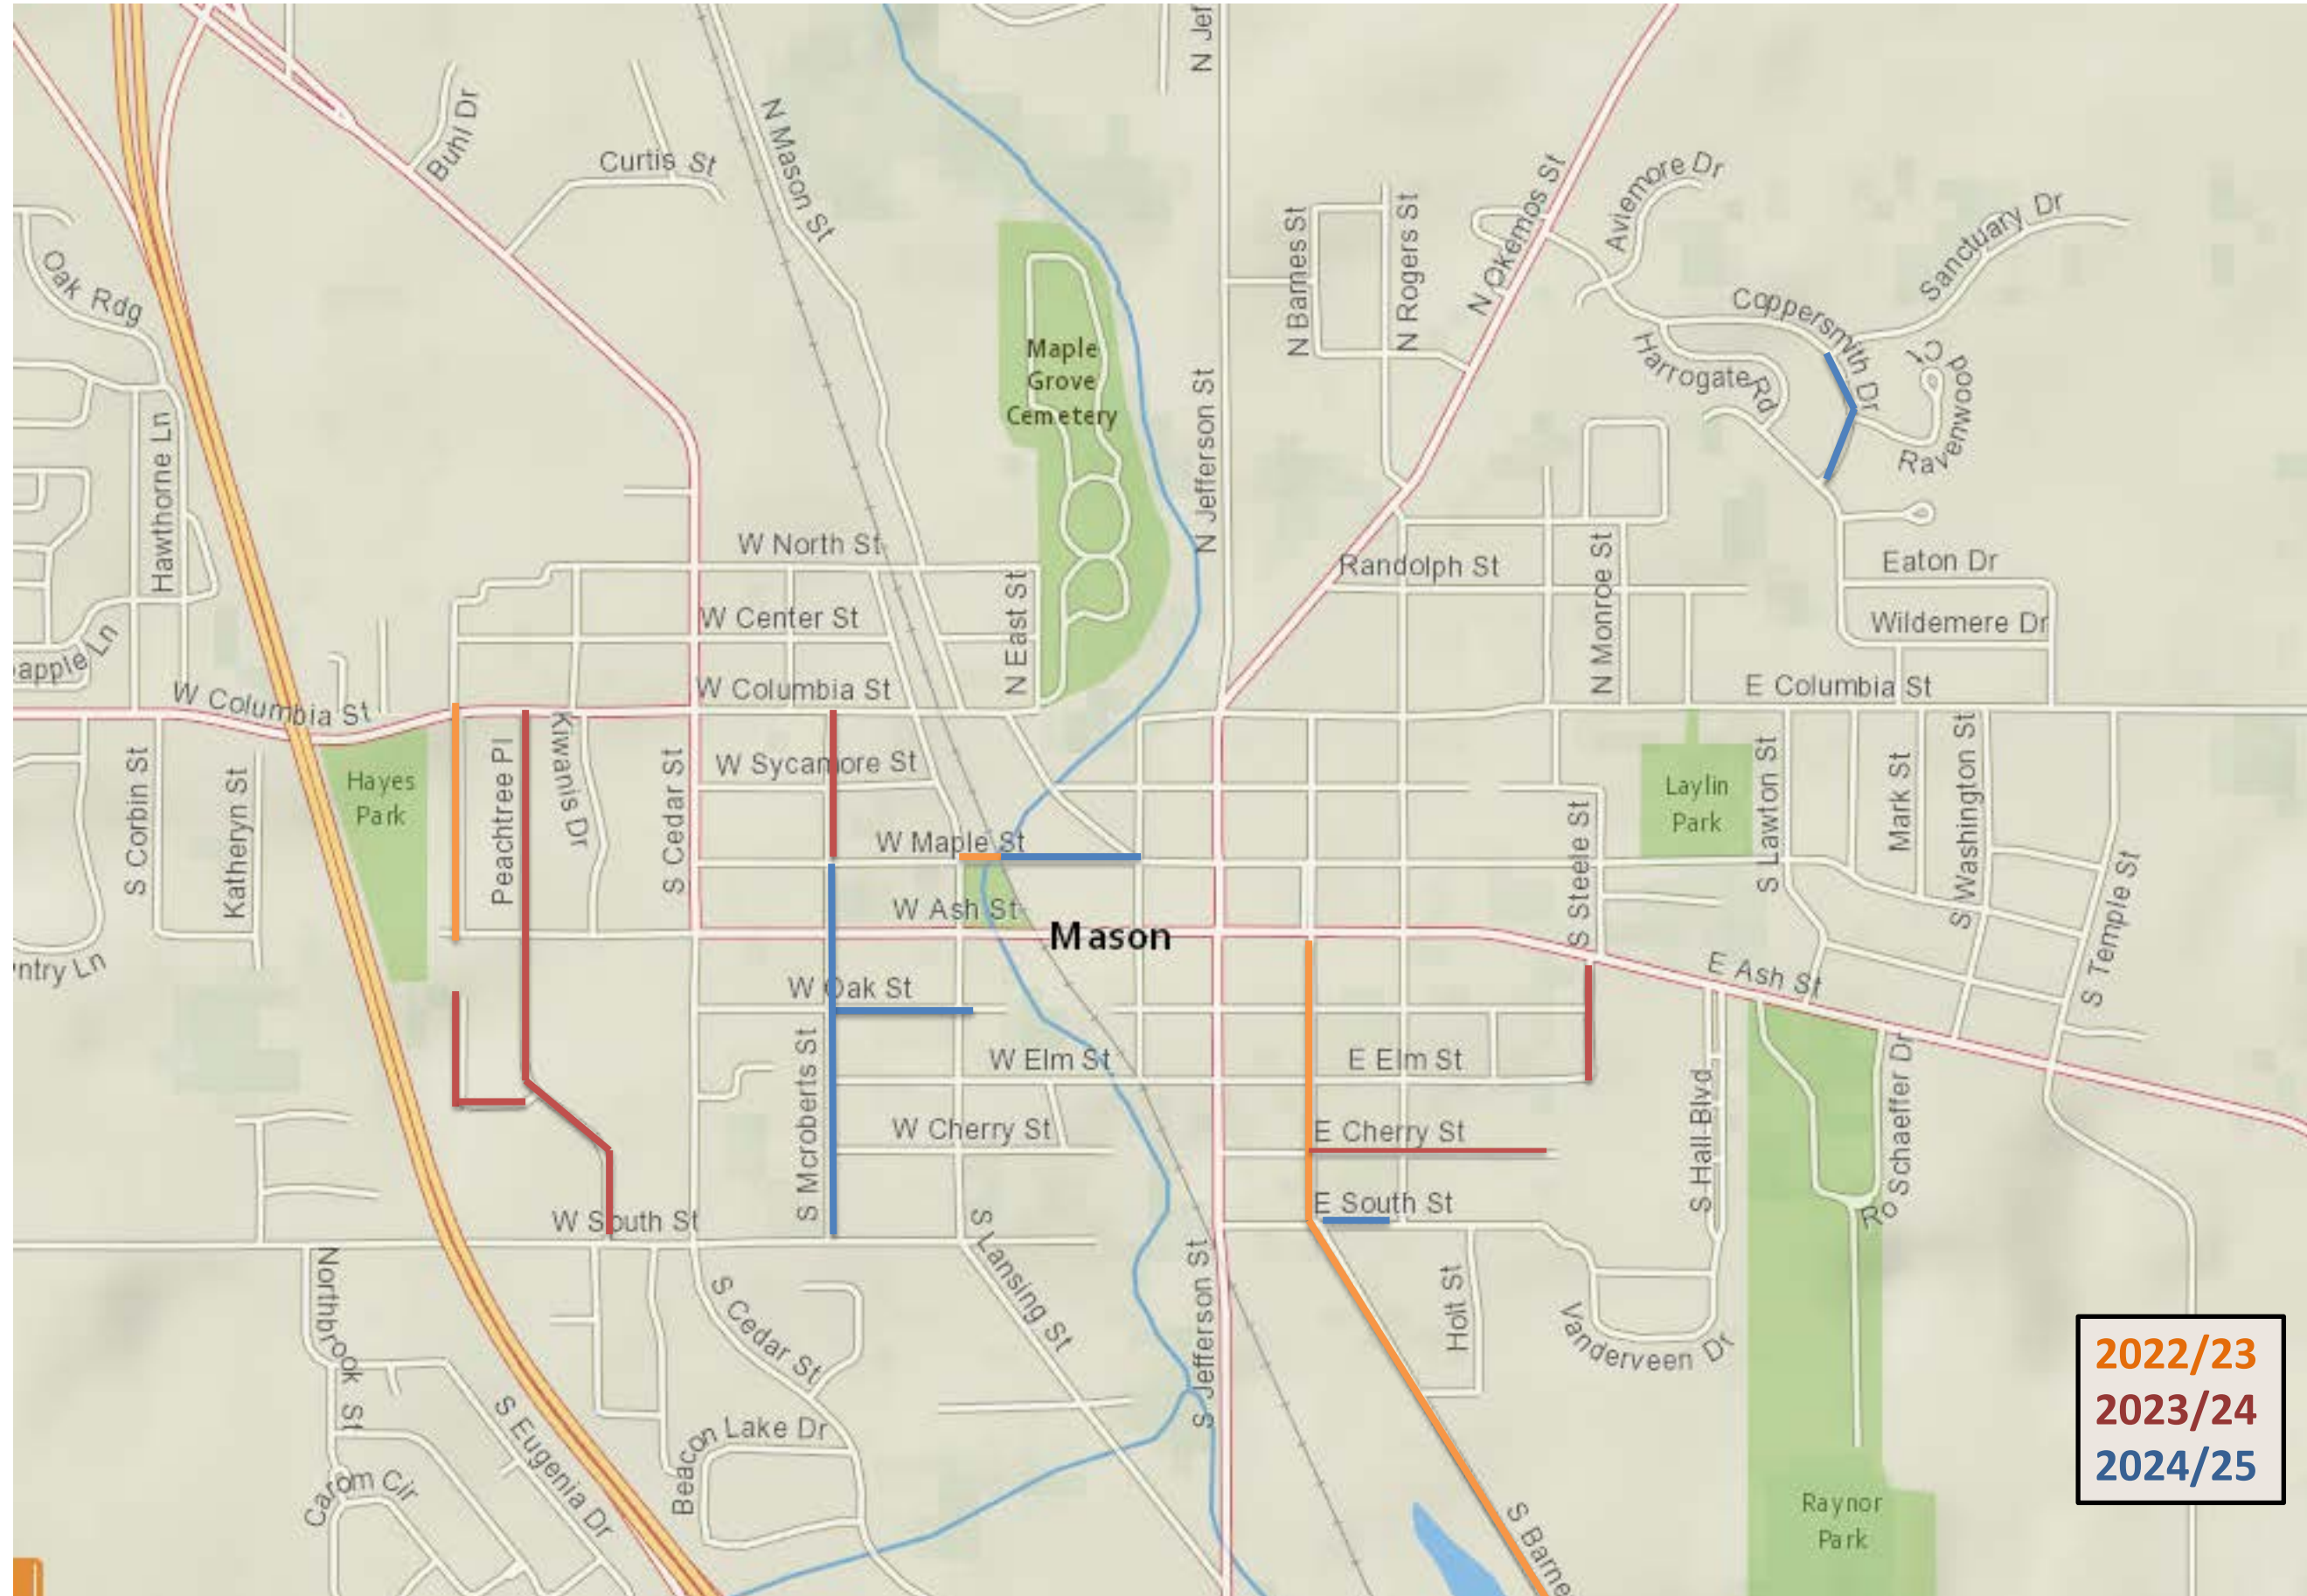 N Jef
Buhl Dr
Curtis St
N Mason St
N Okemos St
Aviemore Dr
Sanctuary Dr
N Barnes St
N Rogers St
Oak Rdg
Coppersmith Dr
Maple
Grove
Cemetery
Harrogate Rd
Ravenwood Ct
N Jefferson St
Hawthorne Ln
W North St
Randolph St
N Monroe St
Eaton Dr
W Center St
N East St
Wildemere Dr
apple Ln
W Columbia St
W Columbia St
E Columbia St
Peachtree Pl
Kiwanis Dr
S Cedar St
W Sycamore St
S Corbin St
Katheryn St
Hayes
Park
Laylin
Park
S Lawton St
Mark St
S Washington St
W Maple St
S Steele St
S Temple St
W Ash St
Mason
ntry Ln
W Oak St
E Ash St
S Mcroberts St
W Elm St
E Elm St
S Hall Blvd
Ro Schaeffer Dr
W Cherry St
E Cherry St
W South St
E South St
Northbrook St
S Cedar St
S Lansing St
S Jefferson St
Holt St
Vanderveen Dr
2022/23
2023/24
2024/25
S Eugenia Dr
Beacon Lake Dr
Carom Cir
S Barne
Raynor
Park